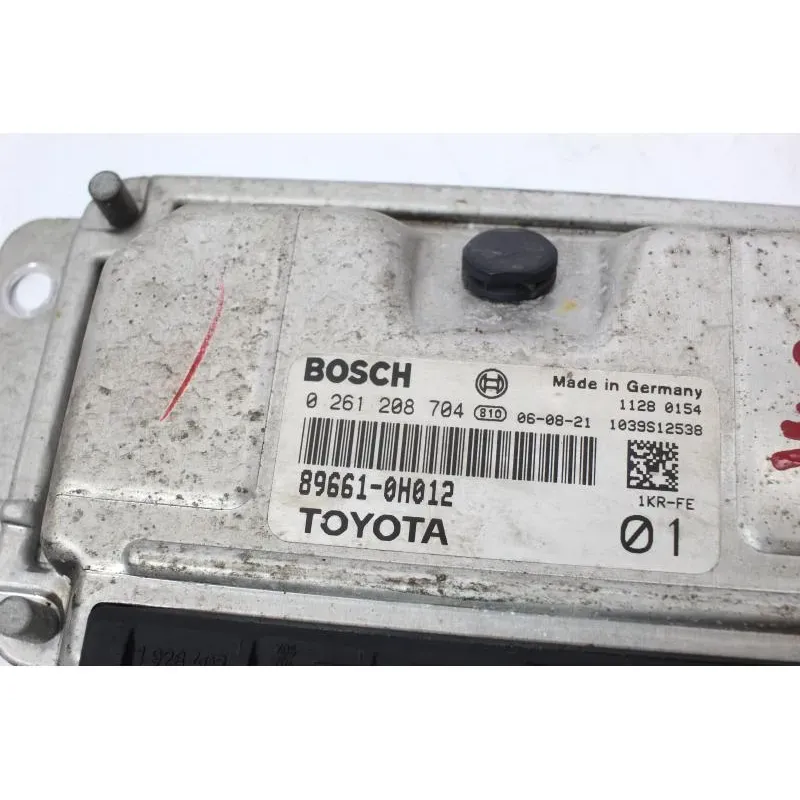 BOSCH Made in Germany
0 261 208 704 810 06-08-21 1128 0154
1039S12538
89661-0H012 1KR-FE
TOYOTA 01